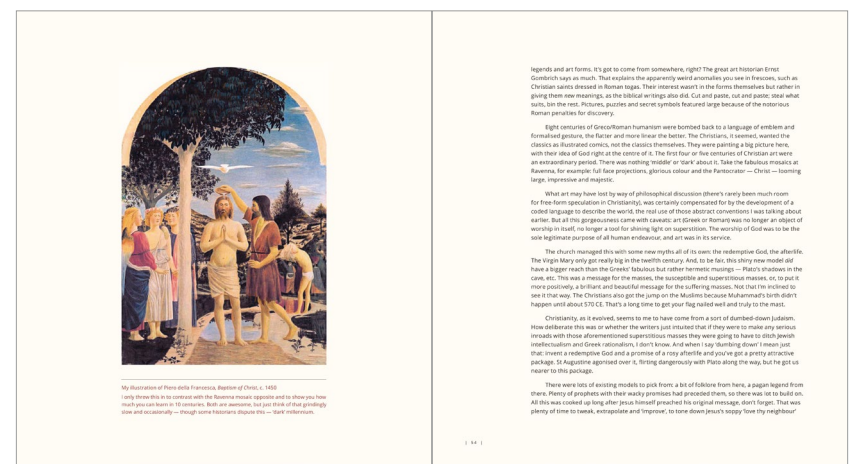 My illustration of Piero della Francesca, Baptism of Christ, c. 1450
I only threw this in to contrast with the Ravenna mosaic opposite and to show you how
much you can learn in 10 centuries. Both are awesome, but just think of that grindingly
slow and occasionally — though some historians dispute this — 'dark' millennium.
legends and art forms. It's got to come from somewhere, right? The great art historian Ernst
Gombrich says as much. That explains the apparently weird anomalies you see in frescoes, such as
Christian saints dressed in Roman togas. Their interest wasn't in the forms themselves but rather in
giving them new meanings, as the biblical writings also did. Cut and paste, cut and paste; steal what
suits, bin the rest. Pictures, puzzles and secret symbols featured large because of the notorious
Roman penalties for discovery.
Eight centuries of Greco/Roman humanism were bombed back to a language of emblem and
formalised gesture, the flatter and more linear the better. The Christians, it seemed, wanted the
classics as illustrated comics, not the classics themselves. They were painting a big picture here,
with their idea of God right at the centre of it. The first four or five centuries of Christian art were
an extraordinary period. There was nothing 'middle' or 'dark' about it. Take the fabulous mosaics at
Ravenna, for example: full face projections, glorious colour and the Pantocrator — Christ — looming
large, impressive and majestic.
What art may have lost by way of philosophical discussion (there's rarely been much room
for free-form speculation in Christianity), was certainly compensated for by the development of a
coded language to describe the world, the real use of those abstract conventions I was talking about
earlier. But all this gorgeousness came with caveats: art (Greek or Roman) was no longer an object of
worship in itself, no longer a tool for shining light on superstition. The worship of God was to be the
sole legitimate purpose of all human endeavour, and art was in its service.
The church managed this with some new myths all of its own: the redemptive God, the afterlife.
The Virgin Mary only got really big in the twelfth century. And, to be fair, this shiny new model did
have a bigger reach than the Greeks' fabulous but rather hermetic musings — Plato's shadows in the
cave, etc. This was a message for the masses, the susceptible and superstitious masses, or, to put it
more positively, a brilliant and beautiful message for the suffering masses. Not that I'm inclined to
see it that way. The Christians also got the jump on the Muslims because Muhammad's birth didn't
happen until about 570 CE. That's a long time to get your flag nailed well and truly to the mast.
Christianity, as it evolved, seems to me to have come from a sort of dumbed-down Judaism.
How deliberate this was or whether the writers just intuited that if they were to make any serious
inroads with those aforementioned superstitious masses they were going to have to ditch Jewish
intellectualism and Greek rationalism, I don't know. And when I say 'dumbing down' I mean just
that: invent a redemptive God and a promise of a rosy afterlife and you've got a pretty attractive
package. St Augustine agonised over it, flirting dangerously with Plato along the way, but he got us
nearer to this package.
There were lots of existing models to pick from: a bit of folklore from here, a pagan legend from
there. Plenty of prophets with their wacky promises had preceded them, so there was lot to build on.
All this was cooked up long after Jesus himself preached his original message, don't forget. That was
plenty of time to tweak, extrapolate and 'improve', to tone down Jesus's soppy 'love thy neighbour'
| 54 |